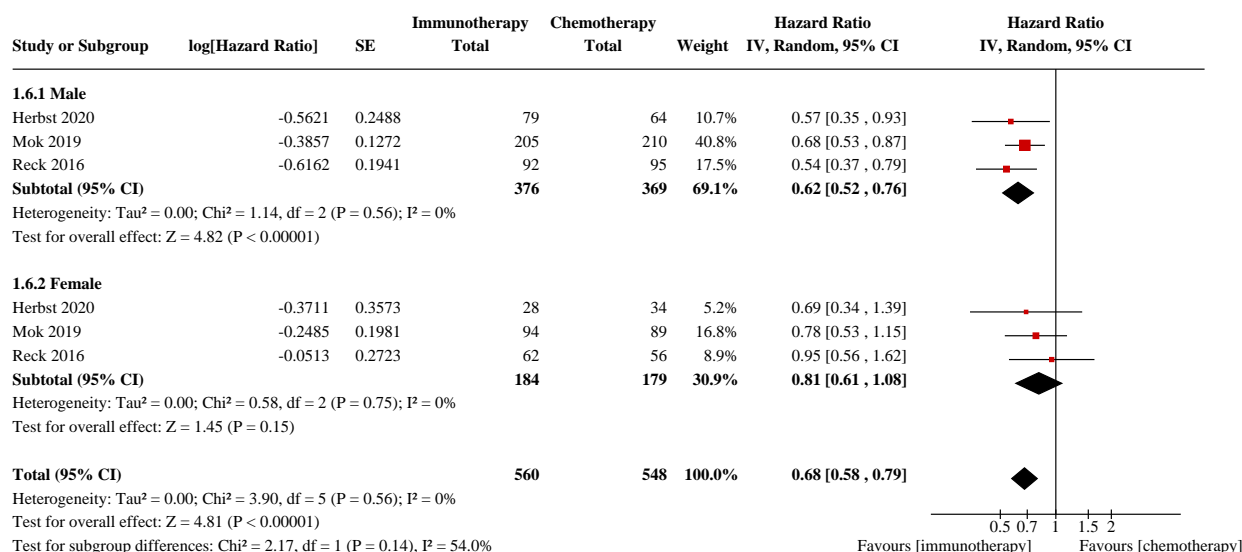 Immunotherapy Chemotherapy Hazard Ratio Hazard Ratio
Study or Subgroup log[Hazard Ratio] SE Total Total Weight IV, Random, 95% CI IV, Random, 95% CI
1.6.1 Male
Herbst 2020 -0.5621 0.2488 79 64 10.7% 0.57 [0.35 , 0.93]
Mok 2019 -0.3857 0.1272 205 210 40.8% 0.68 [0.53 , 0.87]
Reck 2016 -0.6162 0.1941 92 95 17.5% 0.54 [0.37 , 0.79]
Subtotal (95% CI) 376 369 69.1% 0.62 [0.52 , 0.76]
Heterogeneity: Tau² = 0.00; Chi² = 1.14, df = 2 (P = 0.56); I² = 0%
Test for overall effect: Z = 4.82 (P < 0.00001)
1.6.2 Female
Herbst 2020 -0.3711 0.3573 28 34 5.2% 0.69 [0.34 , 1.39]
Mok 2019 -0.2485 0.1981 94 89 16.8% 0.78 [0.53 , 1.15]
Reck 2016 -0.0513 0.2723 62 56 8.9% 0.95 [0.56 , 1.62]
Subtotal (95% CI) 184 179 30.9% 0.81 [0.61 , 1.08]
Heterogeneity: Tau² = 0.00; Chi² = 0.58, df = 2 (P = 0.75); I² = 0%
Test for overall effect: Z = 1.45 (P = 0.15)
Total (95% CI) 560 548 100.0% 0.68 [0.58 , 0.79]
Heterogeneity: Tau² = 0.00; Chi² = 3.90, df = 5 (P = 0.56); I² = 0%
Test for overall effect: Z = 4.81 (P < 0.00001) 0.5 0.7 1 1.5 2
Test for subgroup differences: Chi² = 2.17, df = 1 (P = 0.14), I² = 54.0% Favours [immunotherapy] Favours [chemotherapy]